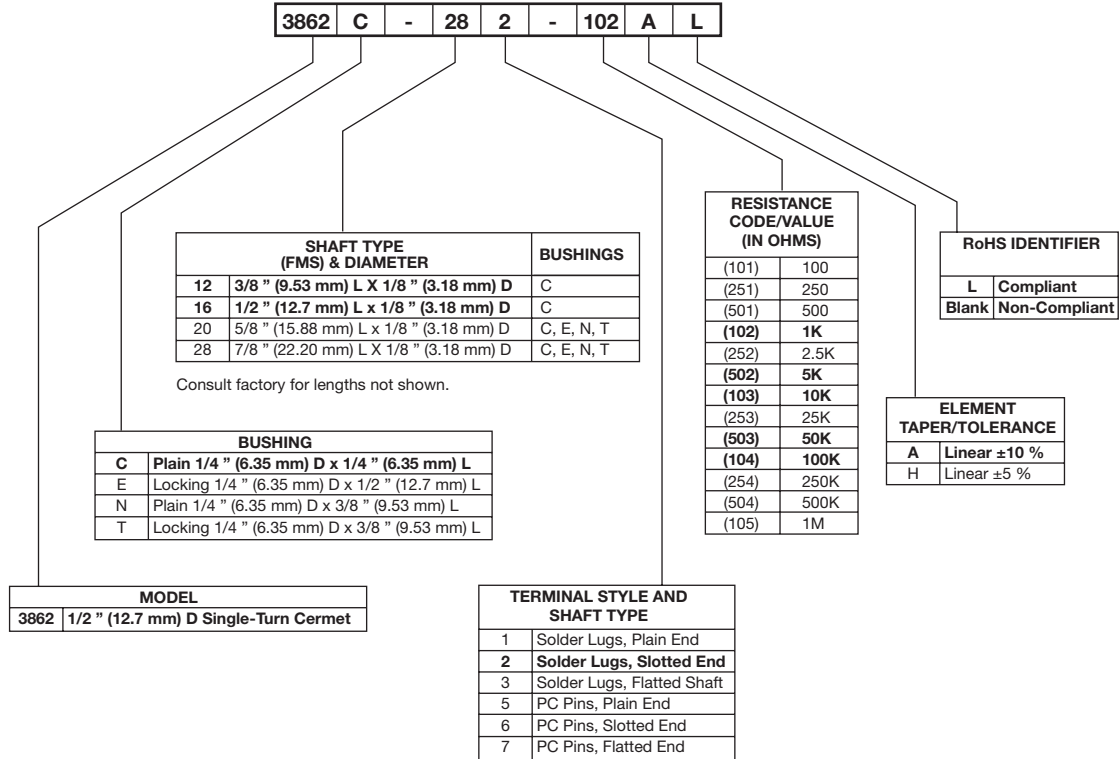 3862 C - 28 2 - 102 A L
SHAFT TYPE
(FMS) & DIAMETER BUSHINGS
12 3/8 ” (9.53 mm) L X 1/8 ” (3.18 mm) D C
16 1/2 ” (12.7 mm) L x 1/8 ” (3.18 mm) D C
20 5/8 ” (15.88 mm) L x 1/8 ” (3.18 mm) D C, E, N, T
28 7/8 ” (22.20 mm) L X 1/8 ” (3.18 mm) D C, E, N, T
Consult factory for lengths not shown.
RESISTANCE
CODE/VALUE
(IN OHMS)
(101) 100
(251) 250
(501) 500
(102) 1K
(252) 2.5K
(502) 5K
(103) 10K
(253) 25K
(503) 50K
(104) 100K
(254) 250K
(504) 500K
(105) 1M
RoHS IDENTIFIER
L Compliant
Blank Non-Compliant
ELEMENT
TAPER/TOLERANCE
A Linear ±10 %
H Linear ±5 %
BUSHING
C Plain 1/4 ” (6.35 mm) D x 1/4 ” (6.35 mm) L
E Locking 1/4 ” (6.35 mm) D x 1/2 ” (12.7 mm) L
N Plain 1/4 ” (6.35 mm) D x 3/8 ” (9.53 mm) L
T Locking 1/4 ” (6.35 mm) D x 3/8 ” (9.53 mm) L
MODEL
3862 1/2 ” (12.7 mm) D Single-Turn Cermet
TERMINAL STYLE AND
SHAFT TYPE
1 Solder Lugs, Plain End
2 Solder Lugs, Slotted End
3 Solder Lugs, Flatted Shaft
5 PC Pins, Plain End
6 PC Pins, Slotted End
7 PC Pins, Flatted End